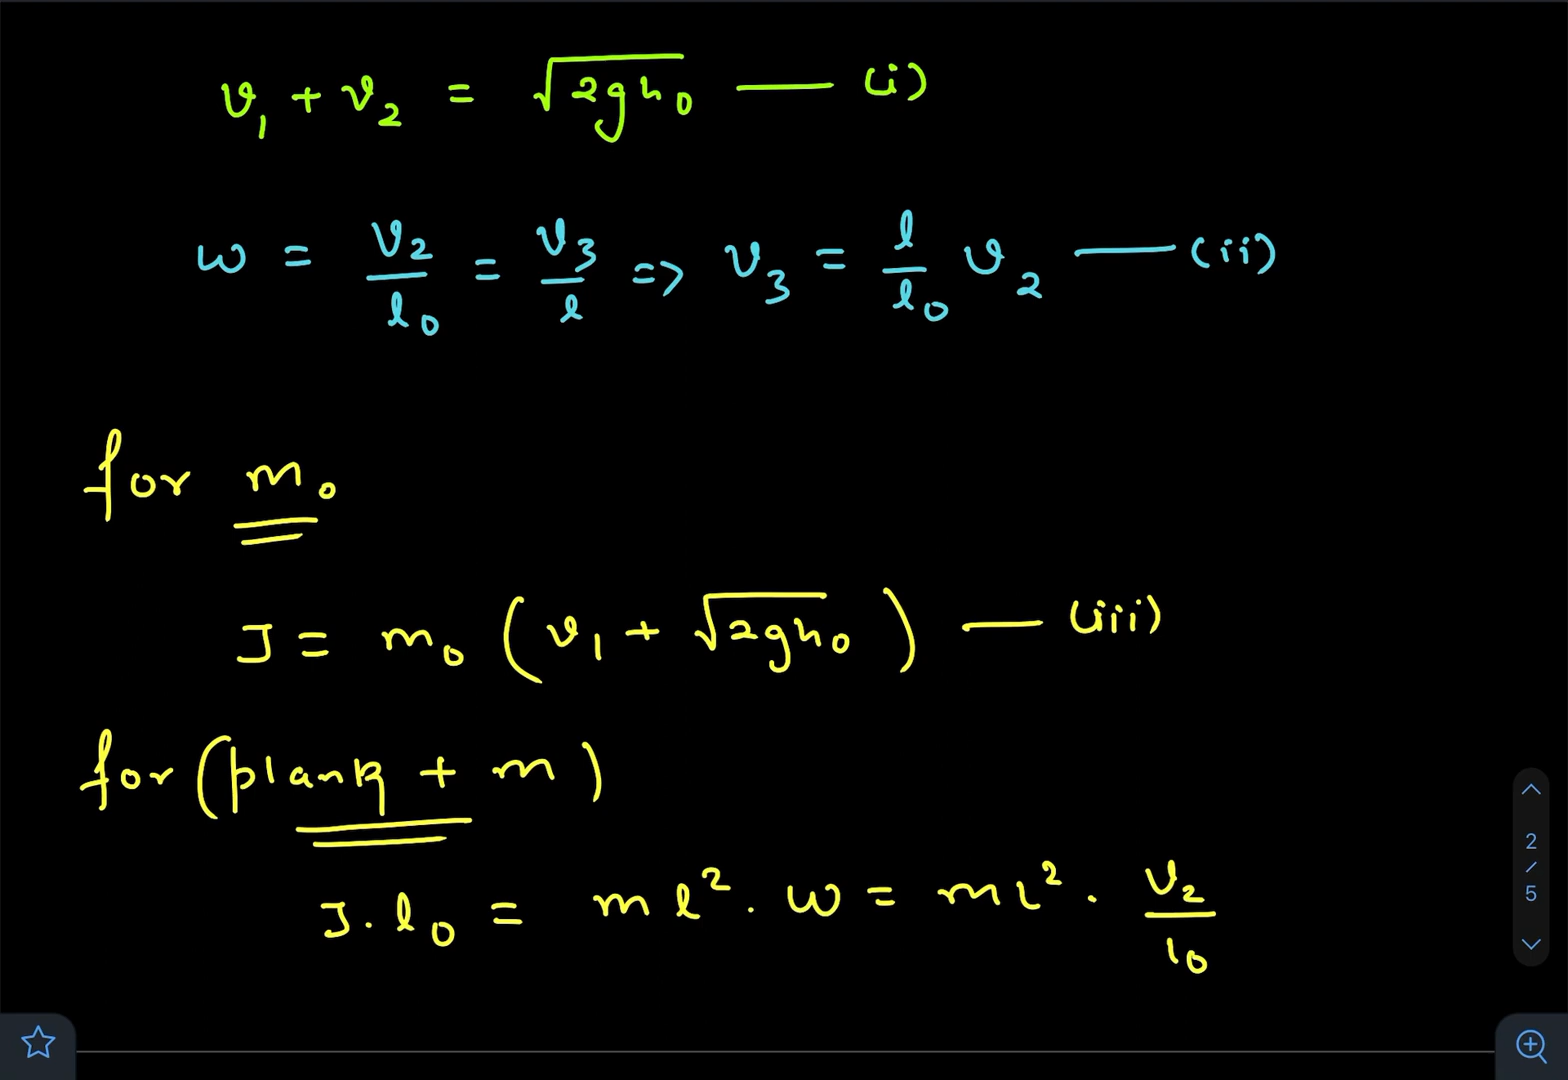 v₁ + v₂ = √2gh₀ — (i)
ω = v₂/l₀ = v₃/l => v₃ = l/l₀ v₂ — (ii)
for m₀
J = m₀ (v₁ + √2gh₀) — (iii)
for (plank + m)
J . l₀ = ml² . ω = ml² . v₂/l₀
2
/
5